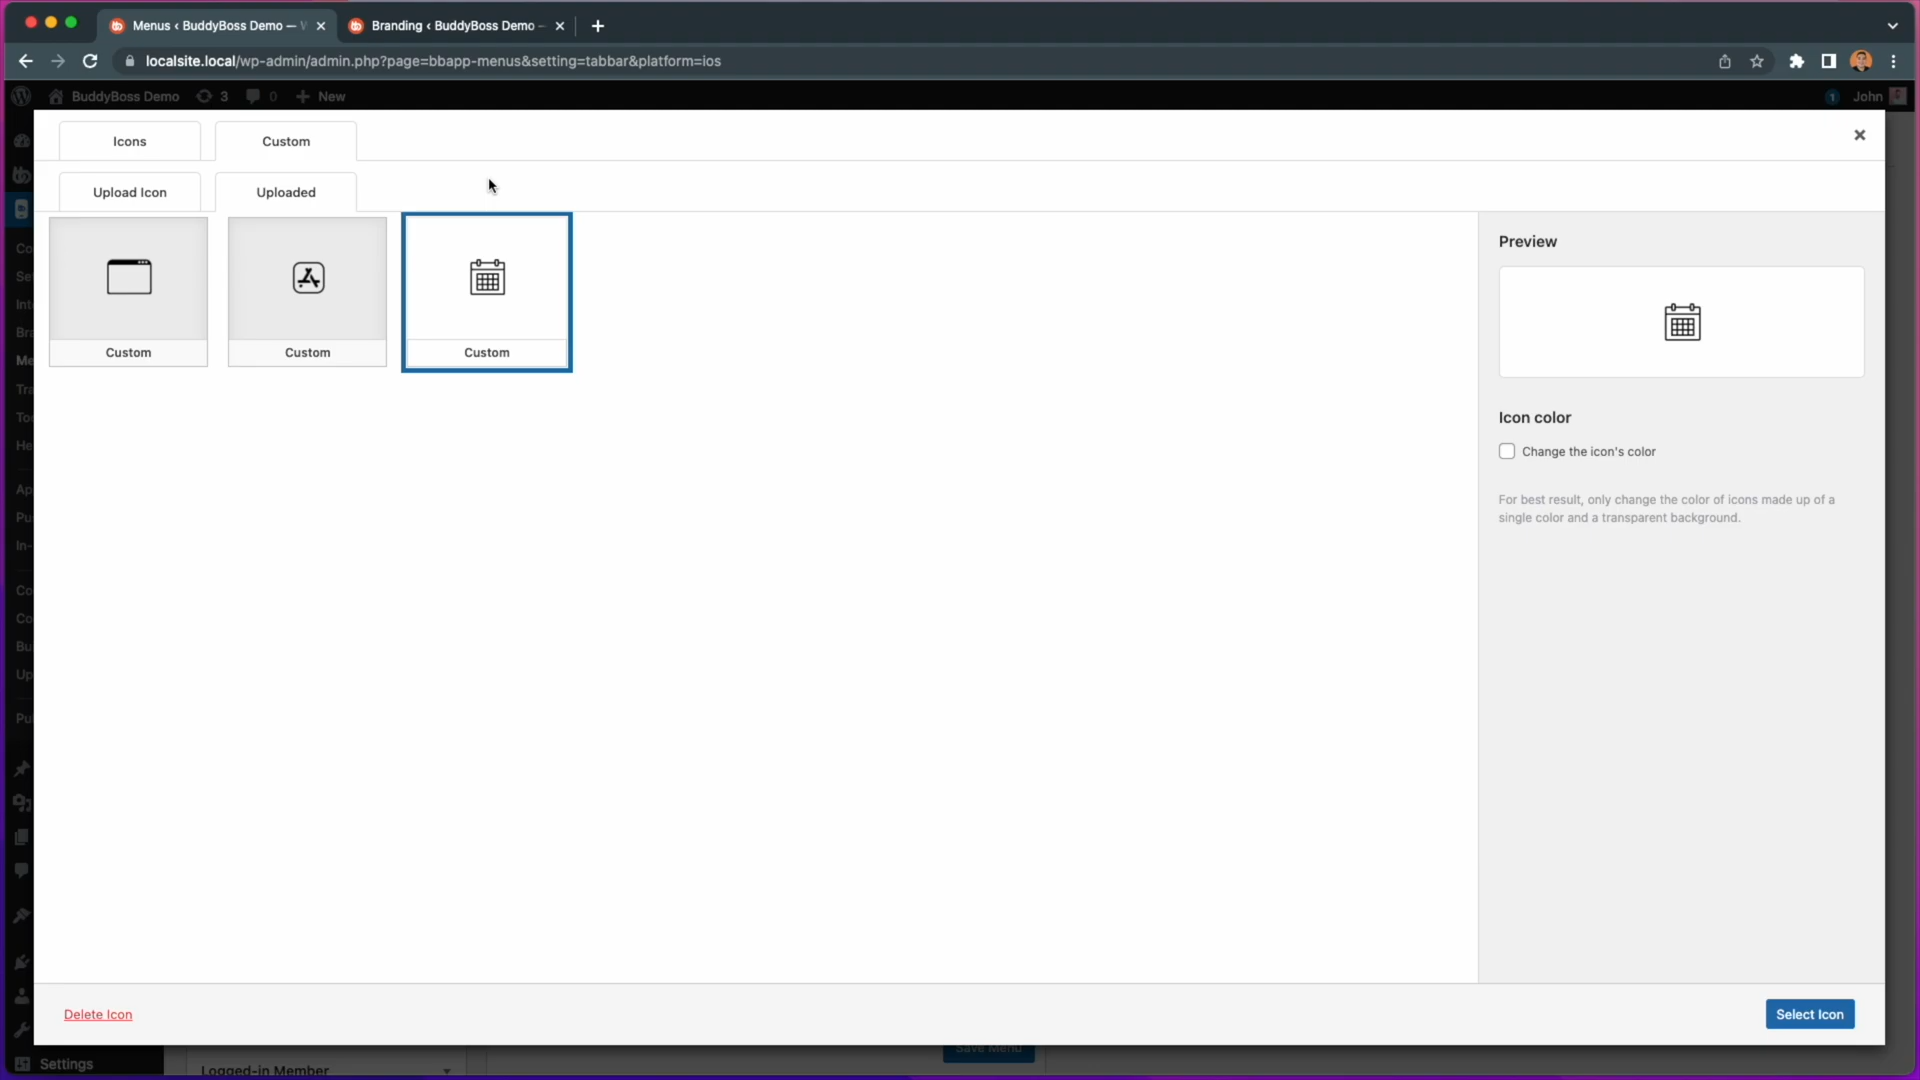 Menus ‹ BuddyBoss Demo —
Branding ‹ BuddyBoss Demo
localsite.local/wp-admin/admin.php?page=bbapp-menus&setting=tabbar&platform=ios
BuddyBoss Demo 3 0 + New
1 John
Icons
Custom
Upload Icon
Uploaded
Custom
Custom
Custom
Preview
Icon color
Change the icon's color
For best result, only change the color of icons made up of a
single color and a transparent background.
Delete Icon
Select Icon
Save Menu
Settings
Logged-in Member